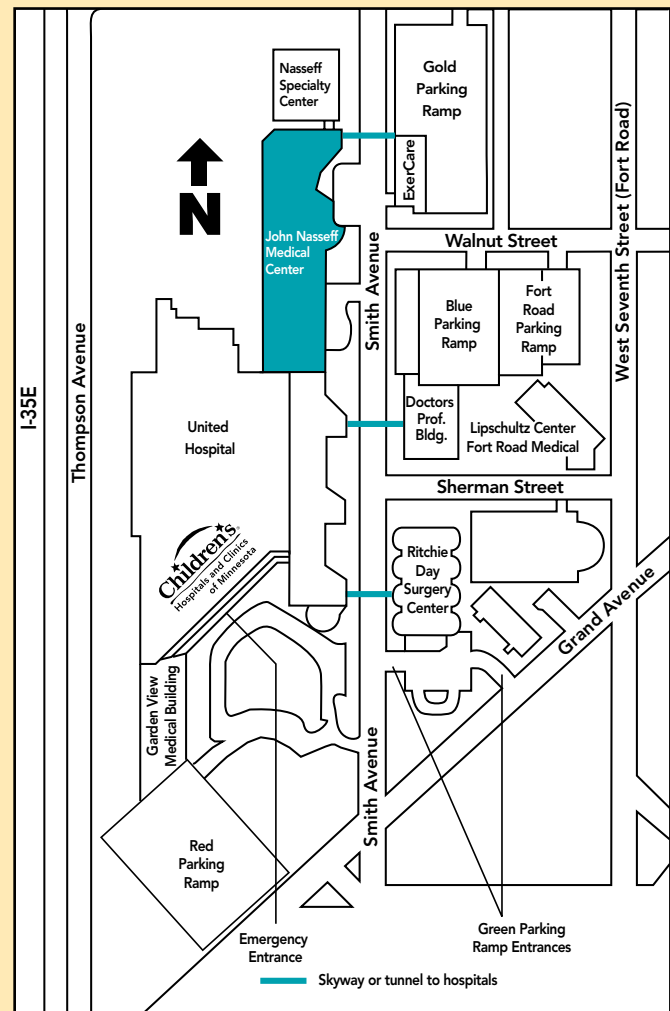 Nasseff
Specialty
Center
Gold
Parking
Ramp
ExerCare
West Seventh Street (Fort Road)
N
John Nasseff
Medical
Center
Walnut Street
Smith Avenue
Blue
Parking
Ramp
Fort
Road
Parking
Ramp
I-35E
Thompson Avenue
United
Hospital
Doctors
Prof.
Bldg.
Lipschultz Center
Fort Road Medical
Sherman Street
Children's®
Hospitals and Clinics
of Minnesota
Ritchie
Day
Surgery
Center
Grand Avenue
Garden View
Medical Building
Smith Avenue
Red
Parking
Ramp
Emergency
Entrance
Green Parking
Ramp Entrances
Skyway or tunnel to hospitals